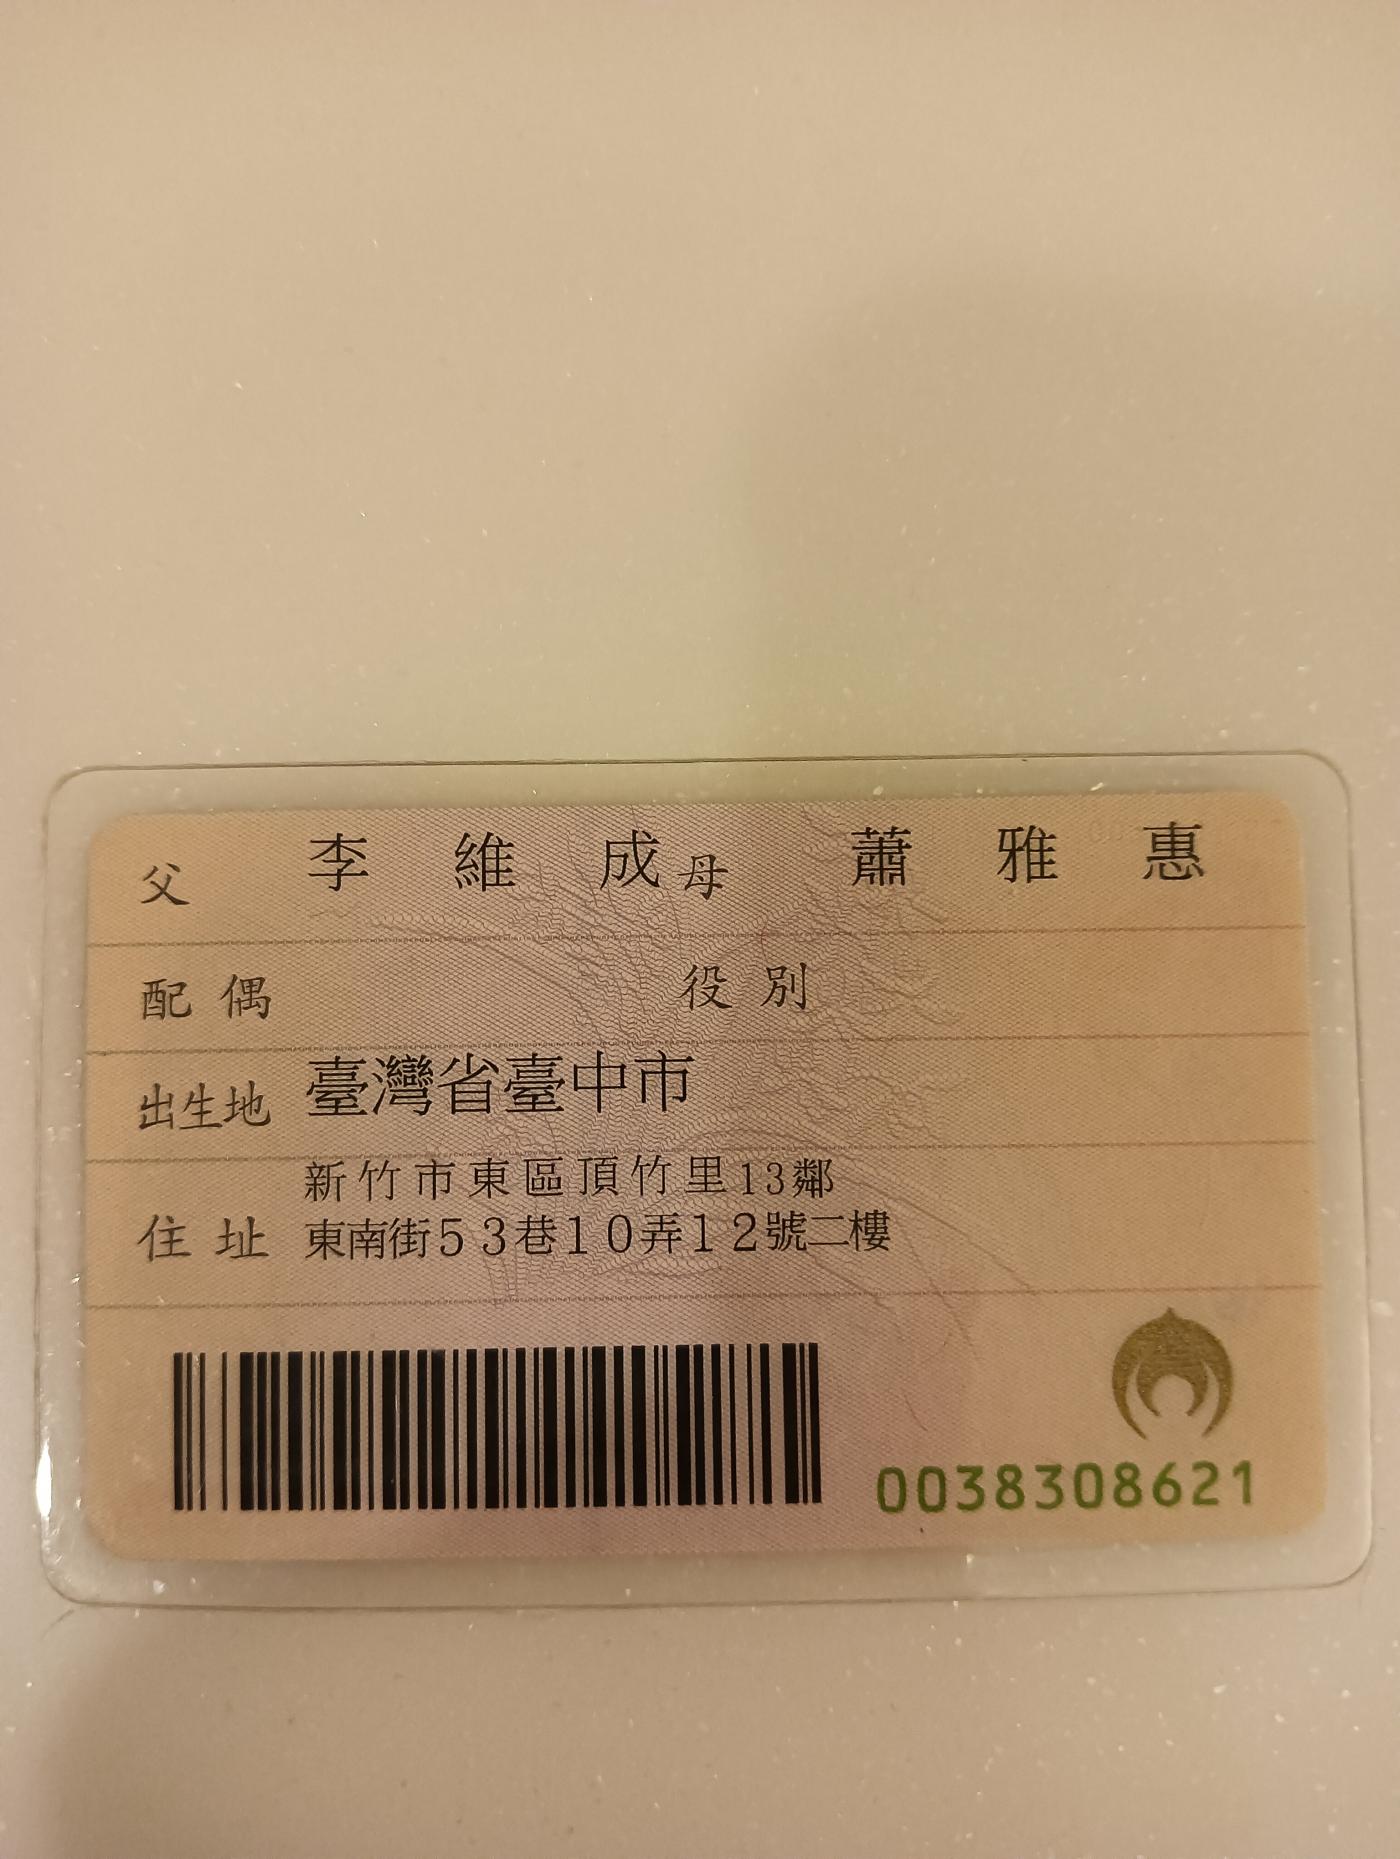 父 李維成 母 蕭雅惠
配偶 役別
出生地 臺灣省臺中市
住址 新竹市東區頂竹里13鄰
東南街53巷10弄12號二樓
0038308621